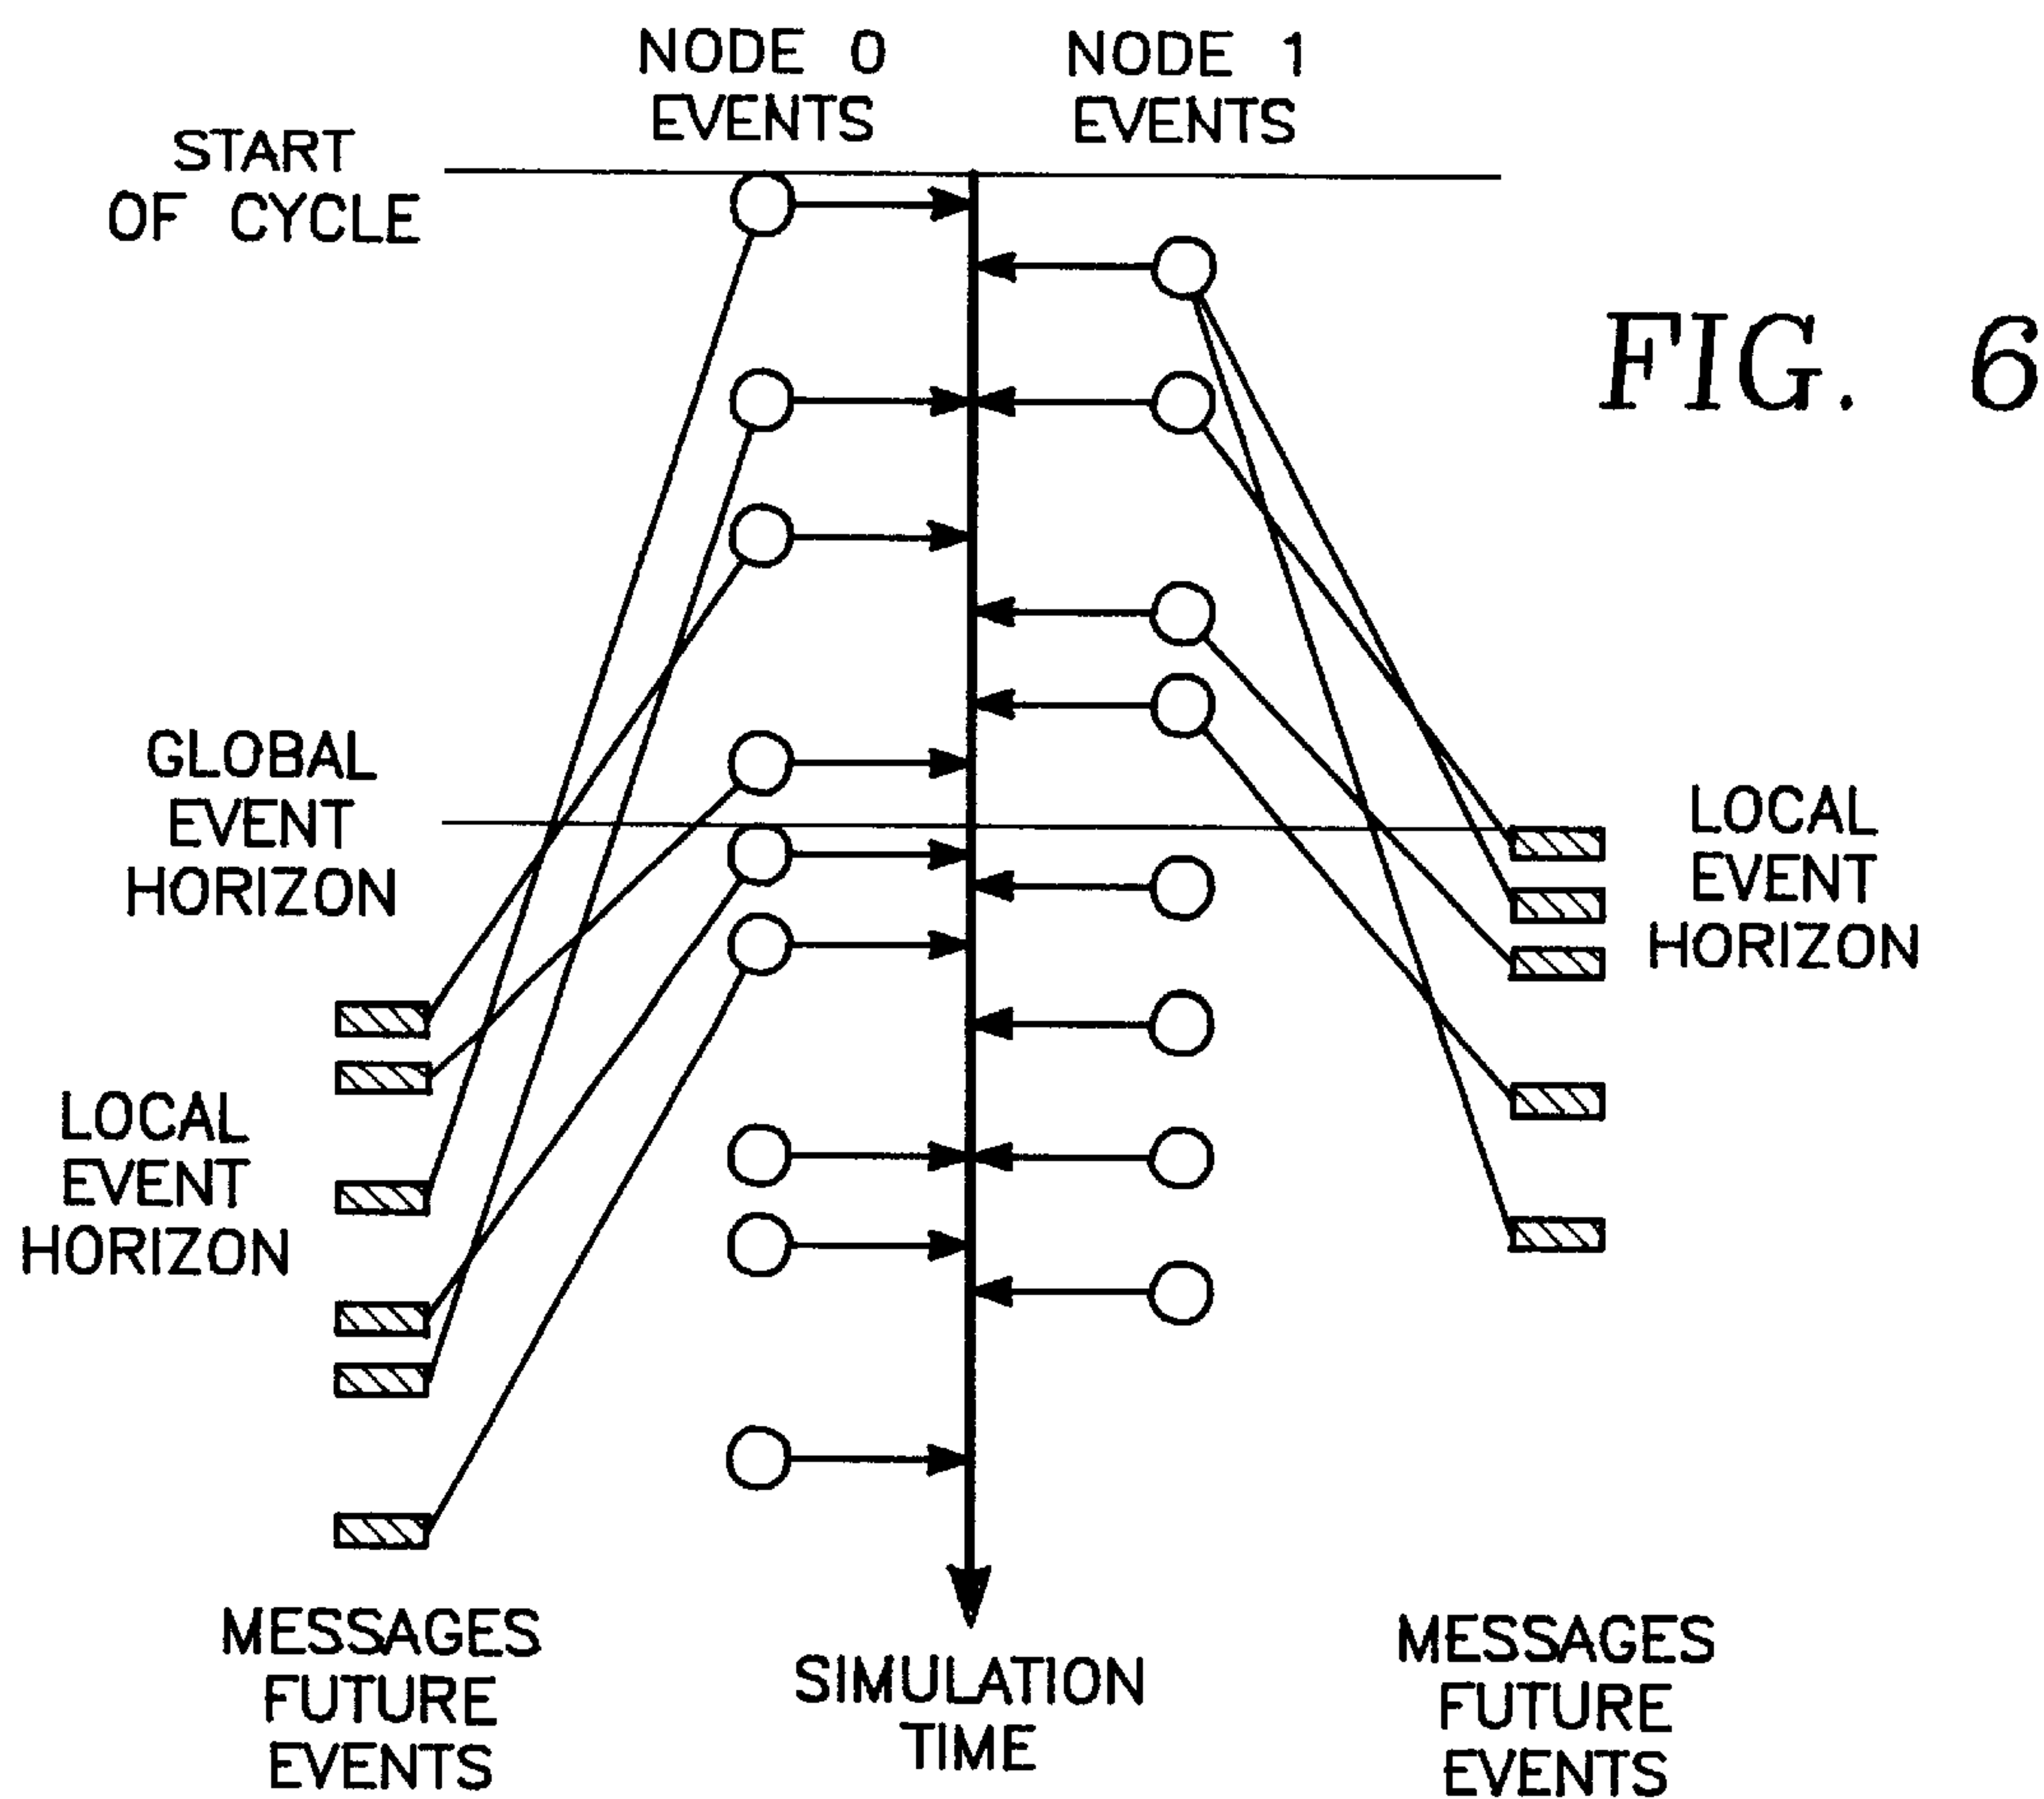 NODE 0
EVENTS
NODE 1
EVENTS
START
OF CYCLE
FIG. 6
GLOBAL
EVENT
HORIZON
LOCAL
EVENT
HORIZON
LOCAL
EVENT
HORIZON
MESSAGES
FUTURE
EVENTS
SIMULATION
TIME
MESSAGES
FUTURE
EVENTS